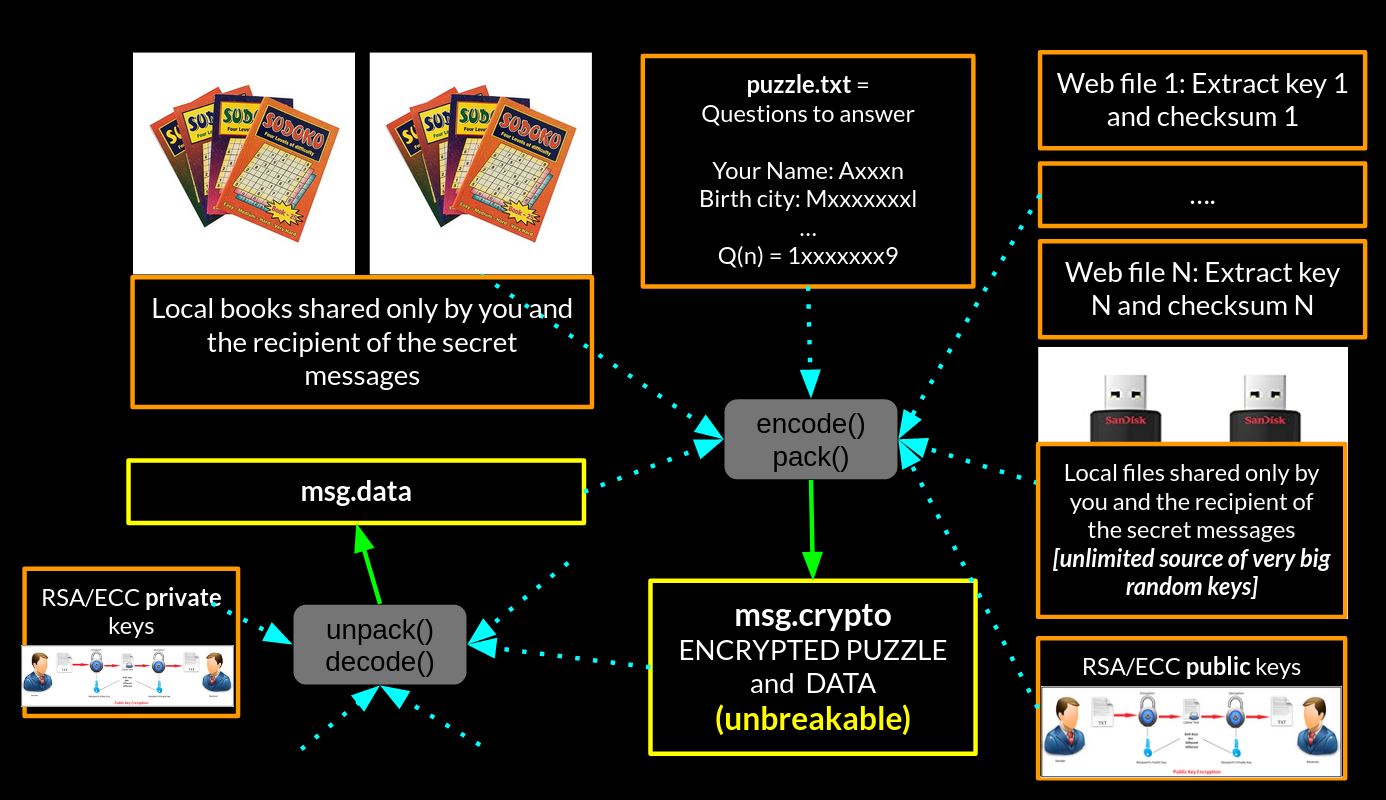 SUDOKU
Four Levels of difficulty
SUDOKU
Four Levels of difficulty
Local books shared only by you and
the recipient of the secret
messages
puzzle.txt =
Questions to answer
Your Name: Axxxn
Birth city: Mxxxxxxxl
...
Q(n) = 1xxxxxxx9
Web file 1: Extract key 1
and checksum 1
....
Web file N: Extract key
N and checksum N
SanDisk
SanDisk
Local files shared only by
you and the recipient of
the secret messages
[unlimited source of very big
random keys]
encode()
pack()
msg.data
RSA/ECC private
keys
TXT
TXT
Public Key Encryption
unpack()
decode()
msg.crypto
ENCRYPTED PUZZLE
and DATA
(unbreakable)
RSA/ECC public keys
TXT
TXT
Public Key Encryption